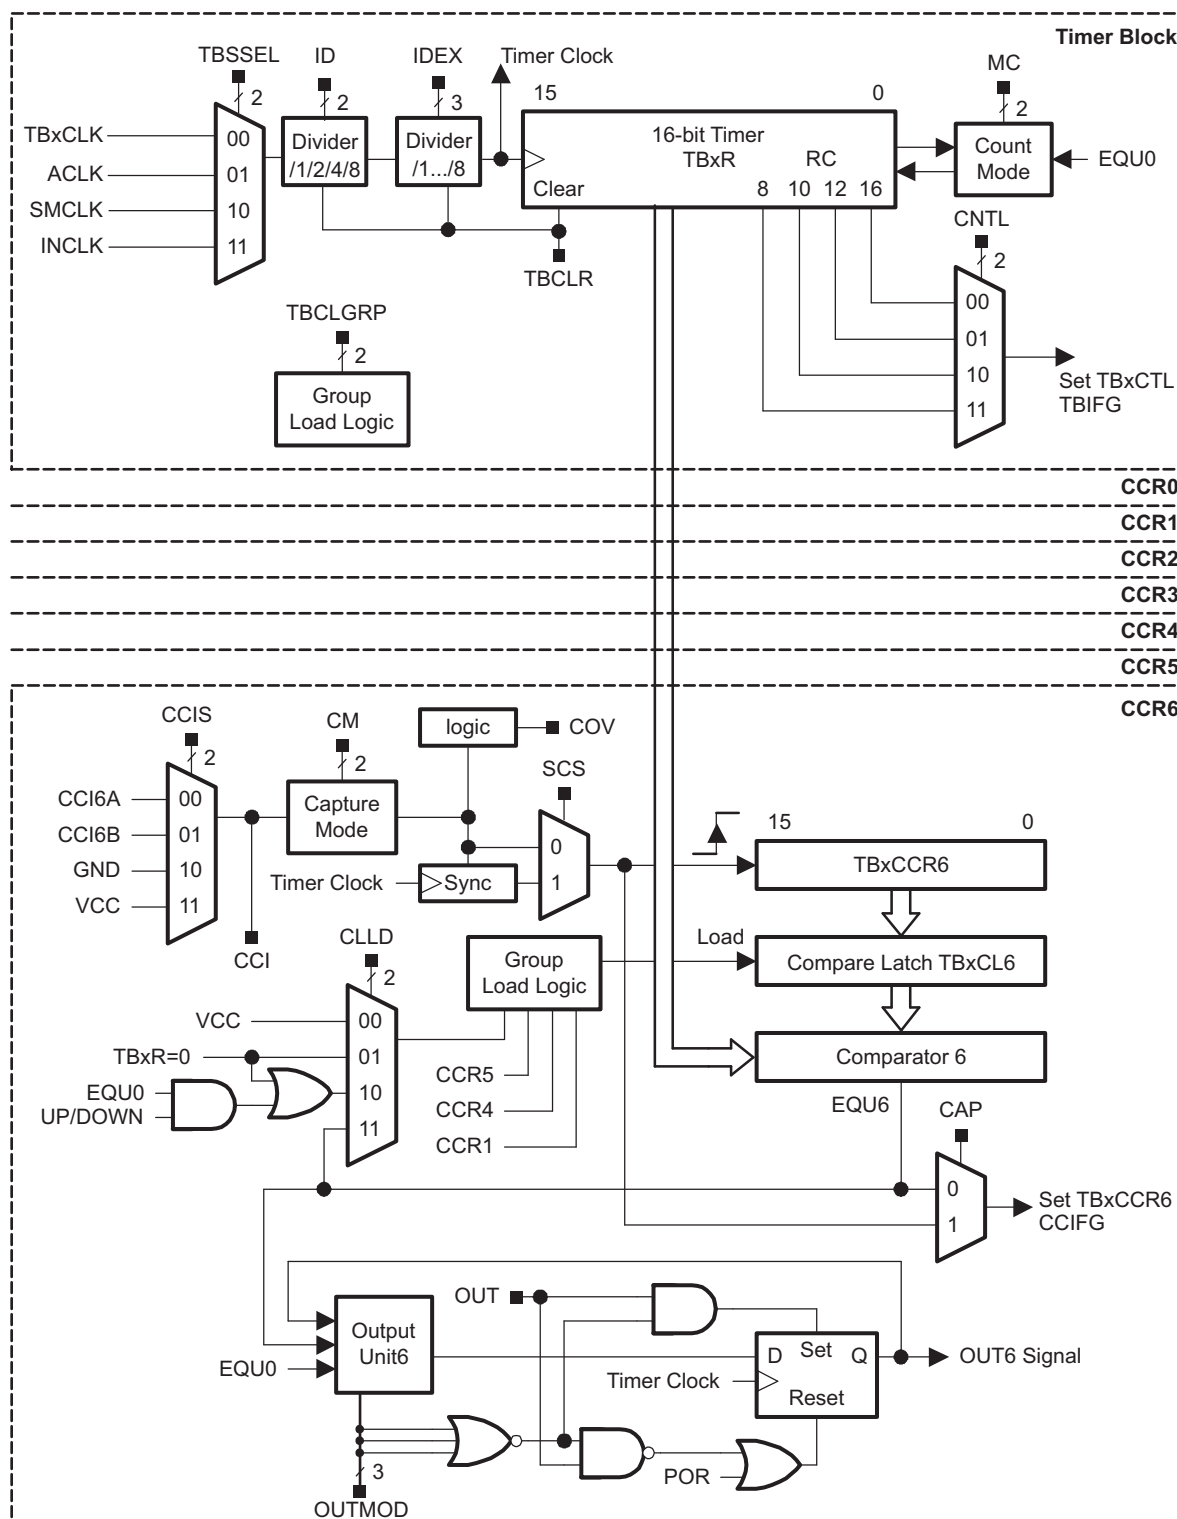 Timer Block
TBSSEL
ID
IDEX
Timer Clock
MC
2
2
3
15
0
2
TBxCLK
ACLK
SMCLK
INCLK
00
01
10
11
Divider
/1/2/4/8
Divider
/1.../8
16-bit Timer
TBxR
RC
Clear
8
10
12
16
Count
Mode
EQU0
TBCLR
CNTL
2
00
01
10
11
Set TBxCTL
TBIFG
TBCLGRP
2
Group
Load Logic
CCR0
CCR1
CCR2
CCR3
CCR4
CCR5
CCR6
CCIS
2
CM
2
logic
COV
SCS
CCI6A
CCI6B
GND
VCC
00
01
10
11
CCI
Capture
Mode
Timer Clock
Sync
0
1
15
0
TBxCCR6
Load
Compare Latch TBxCL6
Comparator 6
EQU6
CLLD
2
Group
Load Logic
VCC
TBxR=0
EQU0
UP/DOWN
00
01
10
11
CCR5
CCR4
CCR1
CAP
0
1
Set TBxCCR6
CCIFG
OUT
Output
Unit6
EQU0
D
Set
Q
Reset
Timer Clock
OUT6 Signal
POR
3
OUTMOD